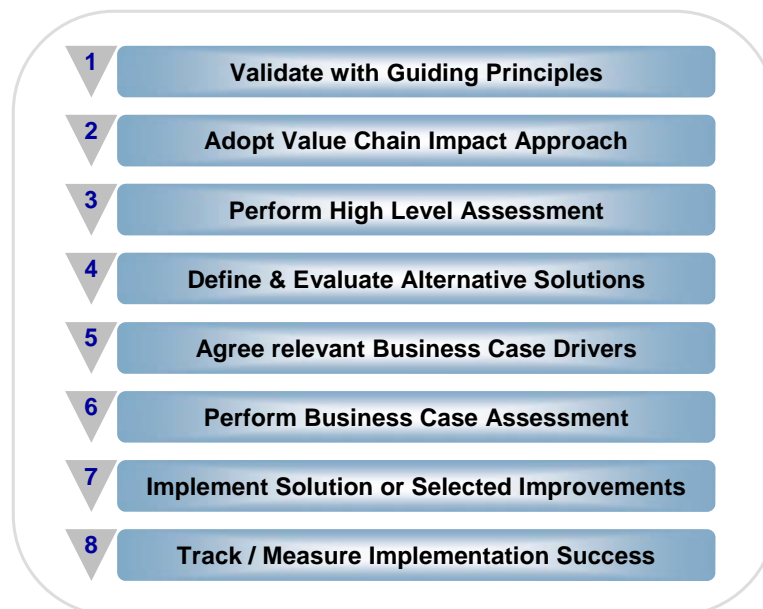 1 Validate with Guiding Principles
2 Adopt Value Chain Impact Approach
3 Perform High Level Assessment
4 Define & Evaluate Alternative Solutions
5 Agree relevant Business Case Drivers
6 Perform Business Case Assessment
7 Implement Solution or Selected Improvements
8 Track / Measure Implementation Success